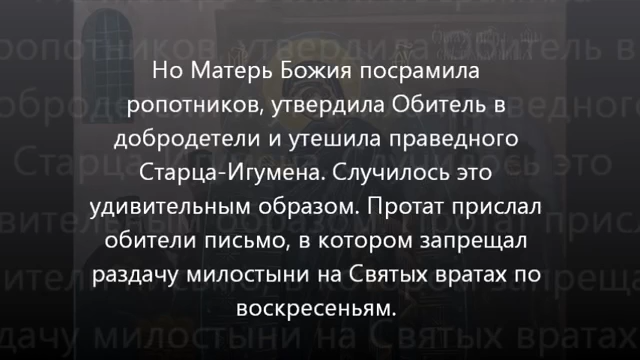 Но Матерь Божия посрамила
ропотников, утвердила Обитель в
добродетели и утешила праведного
Старца-Игумена. Случилось это
удивительным образом. Протат прислал
обители письмо, в котором запрещал
раздачу милостыни на Святых вратах по
воскресеньям.